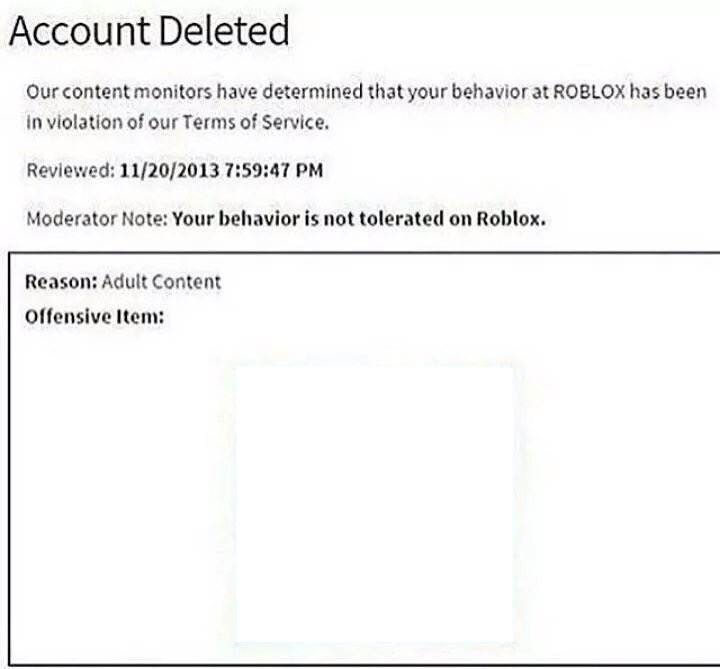 Account Deleted
Our content monitors have determined that your behavior at ROBLOX has been
in violation of our Terms of Service.
Reviewed: 11/20/2013 7:59:47 PM
Moderator Note: Your behavior is not tolerated on Roblox.
Reason: Adult Content
Offensive Item: